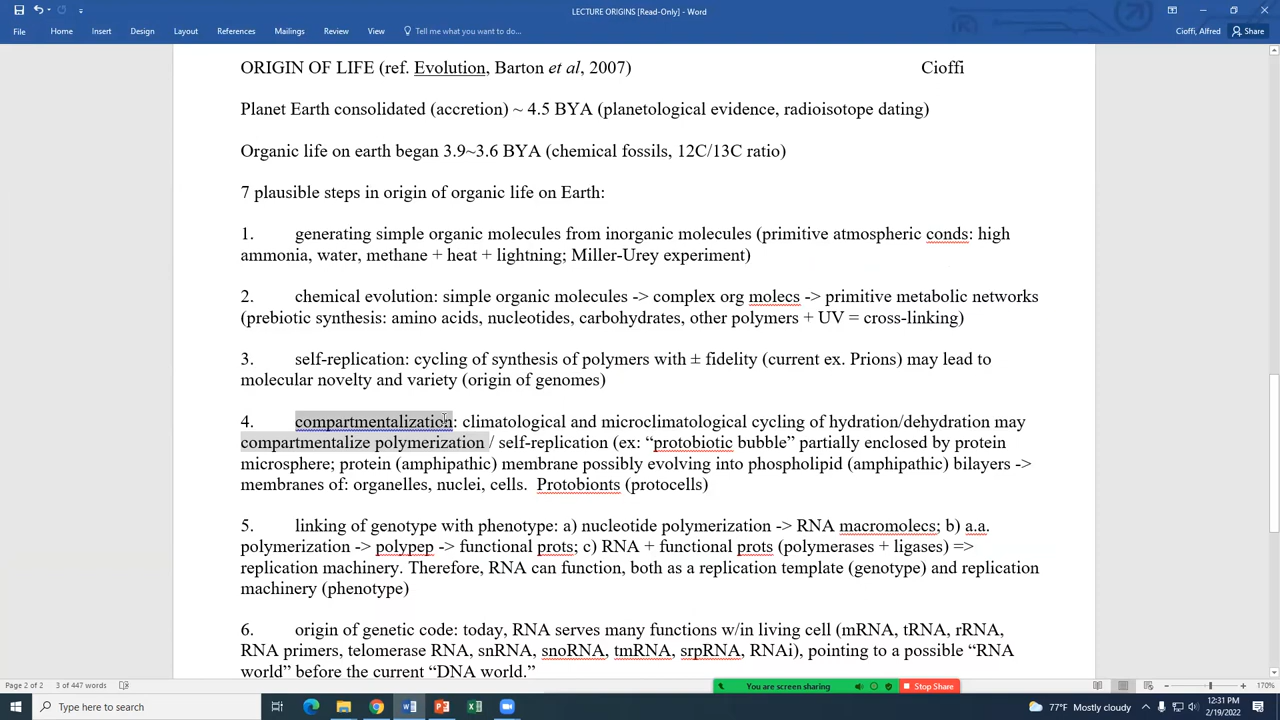 LECTURE ORIGINS [Read-Only] - Word
Cioffi, Alfred
File Home Insert Design Layout References Mailings Review View Tell me what you want to do... Share
ORIGIN OF LIFE (ref. Evolution, Barton et al, 2007) Cioffi
Planet Earth consolidated (accretion) ~ 4.5 BYA (planetological evidence, radioisotope dating)
Organic life on earth began 3.9~3.6 BYA (chemical fossils, 12C/13C ratio)
7 plausible steps in origin of organic life on Earth:
1. generating simple organic molecules from inorganic molecules (primitive atmospheric conds: high
ammonia, water, methane + heat + lightning; Miller-Urey experiment)
2. chemical evolution: simple organic molecules -> complex org molecs -> primitive metabolic networks
(prebiotic synthesis: amino acids, nucleotides, carbohydrates, other polymers + UV = cross-linking)
3. self-replication: cycling of synthesis of polymers with ± fidelity (current ex. Prions) may lead to
molecular novelty and variety (origin of genomes)
4. compartmentalization: climatological and microclimatological cycling of hydration/dehydration may
compartmentalize polymerization / self-replication (ex: “protobiotic bubble” partially enclosed by protein
microsphere; protein (amphipathic) membrane possibly evolving into phospholipid (amphipathic) bilayers ->
membranes of: organelles, nuclei, cells. Protobionts (protocells)
5. linking of genotype with phenotype: a) nucleotide polymerization -> RNA macromolecs; b) a.a.
polymerization -> polypep -> functional prots; c) RNA + functional prots (polymerases + ligases) =>
replication machinery. Therefore, RNA can function, both as a replication template (genotype) and replication
machinery (phenotype)
6. origin of genetic code: today, RNA serves many functions w/in living cell (mRNA, tRNA, rRNA,
RNA primers, telomerase RNA, snRNA, snoRNA, tmRNA, srpRNA, RNAi), pointing to a possible “RNA
world” before the current “DNA world.”
Page 2 of 2 3 of 447 words You are screen sharing Stop Share 170%
Type here to search 77°F Mostly cloudy 12:31 PM
2/19/2022